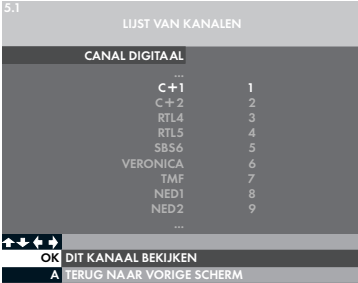 5.1
LIJST VAN KANALEN
CANAL DIGITAAL
...
C+1 1
C+2 2
RTL4 3
RTL5 4
SBS6 5
VERONICA 6
TMF 7
NED1 8
NED2 9
...
OK DIT KANAAL BEKIJKEN
A TERUG NAAR VORIGE SCHERM